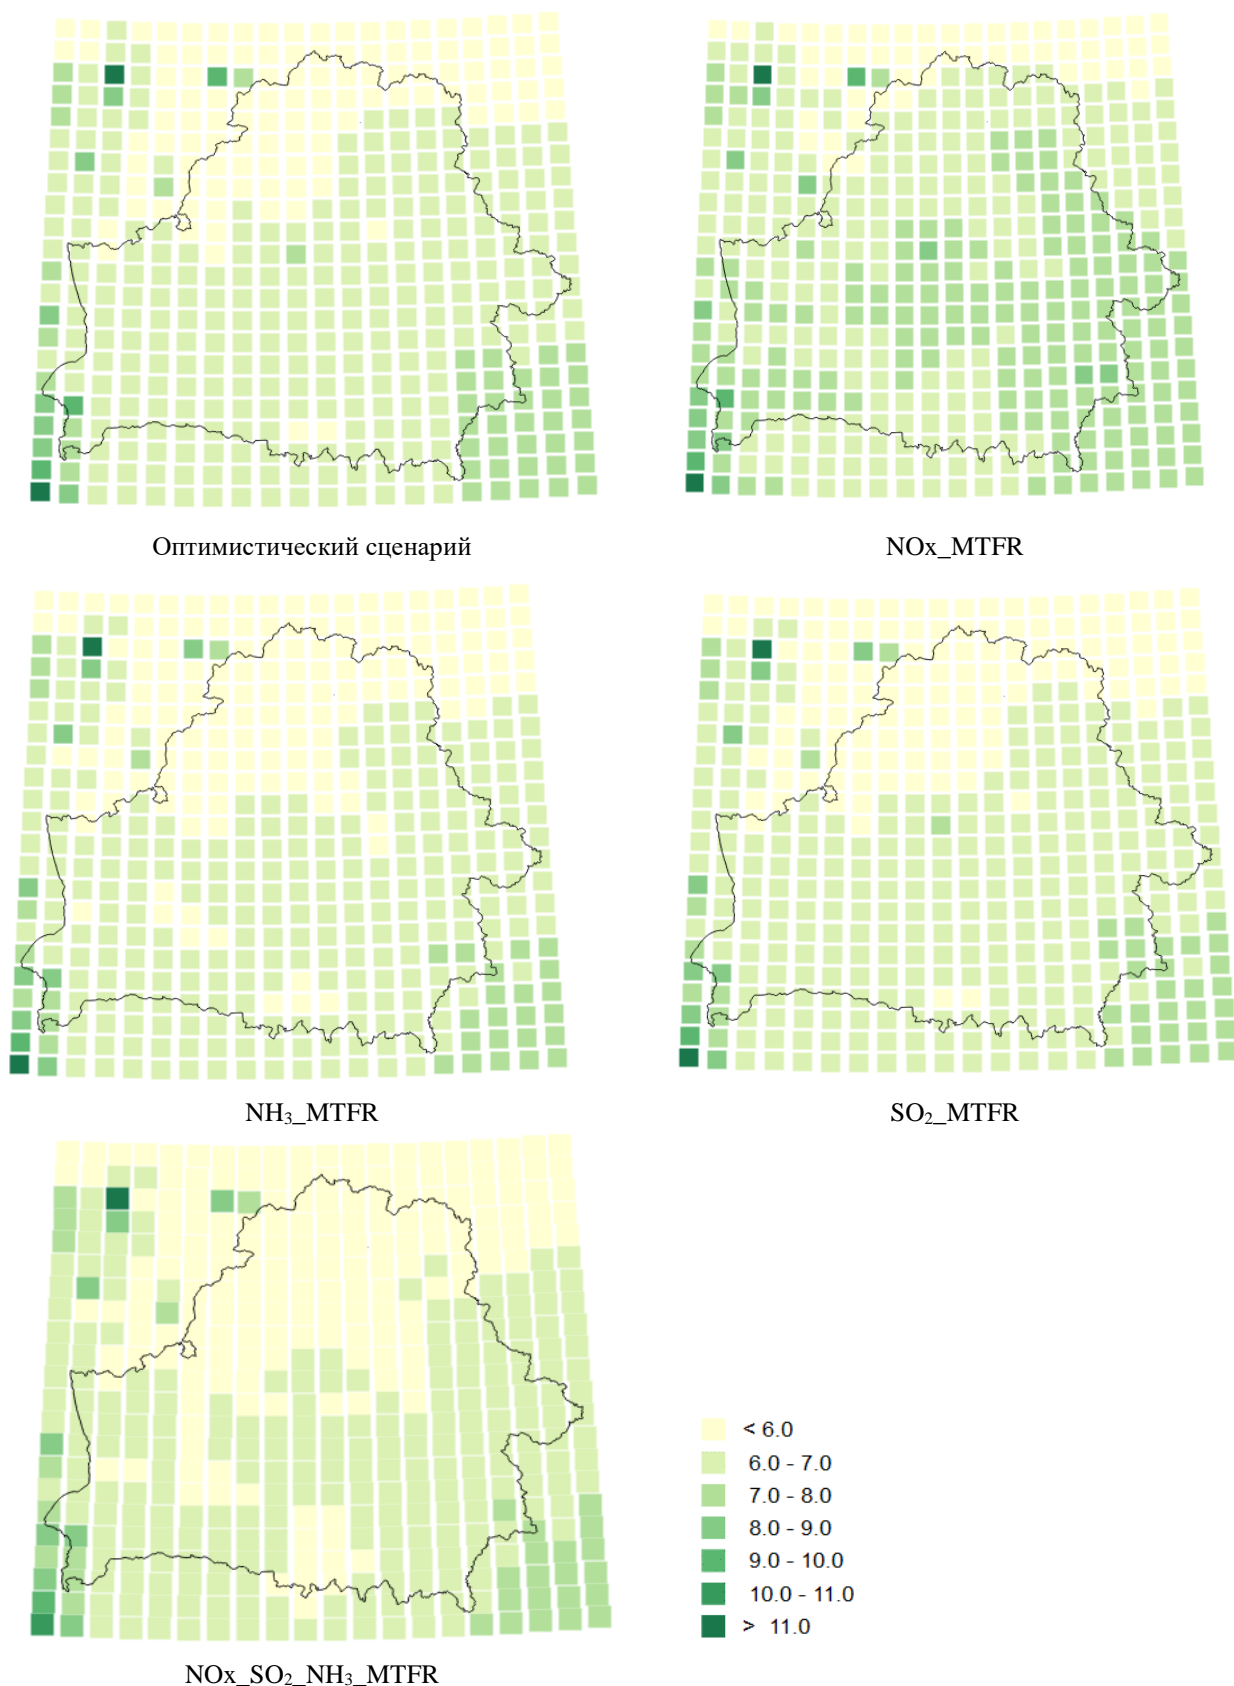 Оптимистический сценарий
NOx_MTFR
NH₃_MTFR
SO₂_MTFR
< 6.0
6.0 - 7.0
7.0 - 8.0
8.0 - 9.0
9.0 - 10.0
10.0 - 11.0
> 11.0
NOx_SO₂_NH₃_MTFR